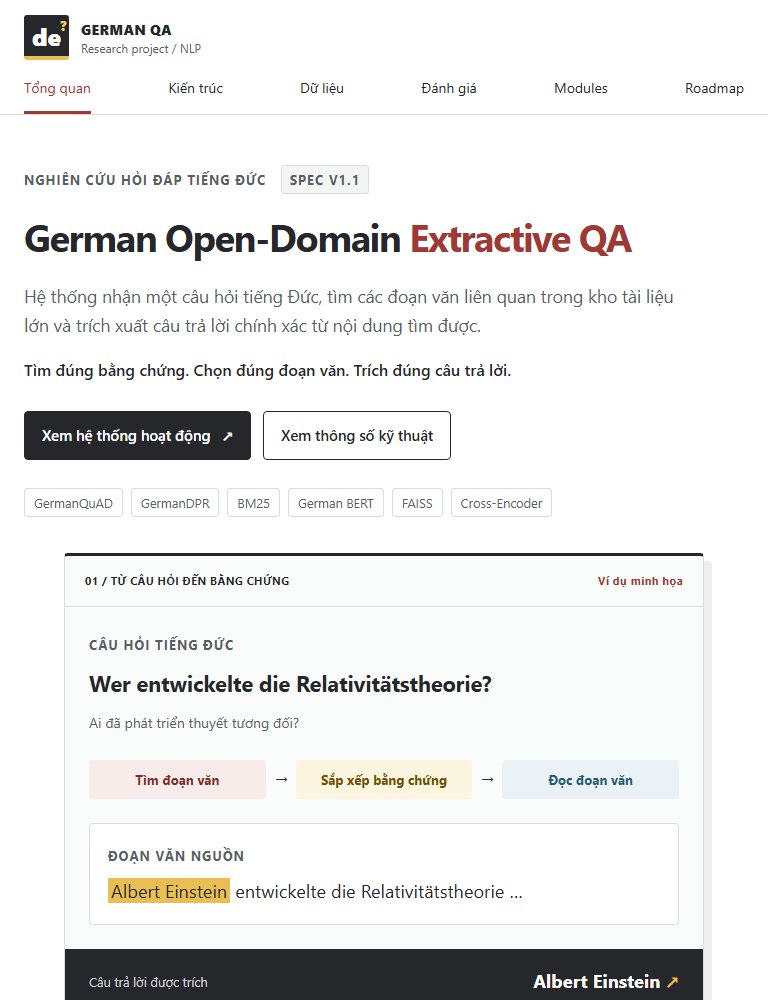 de?
GERMAN QA
Research project / NLP
Tổng quan
Kiến trúc
Dữ liệu
Đánh giá
Modules
Roadmap
NGHIÊN CỨU HỎI ĐÁP TIẾNG ĐỨC
SPEC V1.1
German Open-Domain Extractive QA
Hệ thống nhận một câu hỏi tiếng Đức, tìm các đoạn văn liên quan trong kho tài liệu
lớn và trích xuất câu trả lời chính xác từ nội dung tìm được.
Tìm đúng bằng chứng. Chọn đúng đoạn văn. Trích đúng câu trả lời.
Xem hệ thống hoạt động ↗
Xem thông số kỹ thuật
GermanQuAD
GermanDPR
BM25
German BERT
FAISS
Cross-Encoder
01 / TỪ CÂU HỎI ĐẾN BẰNG CHỨNG
Ví dụ minh họa
CÂU HỎI TIẾNG ĐỨC
Wer entwickelte die Relativitätstheorie?
Ai đã phát triển thuyết tương đối?
Tìm đoạn văn → Sắp xếp bằng chứng → Đọc đoạn văn
ĐOẠN VĂN NGUỒN
Albert Einstein entwickelte die Relativitätstheorie ...
Câu trả lời được trích
Albert Einstein ↗